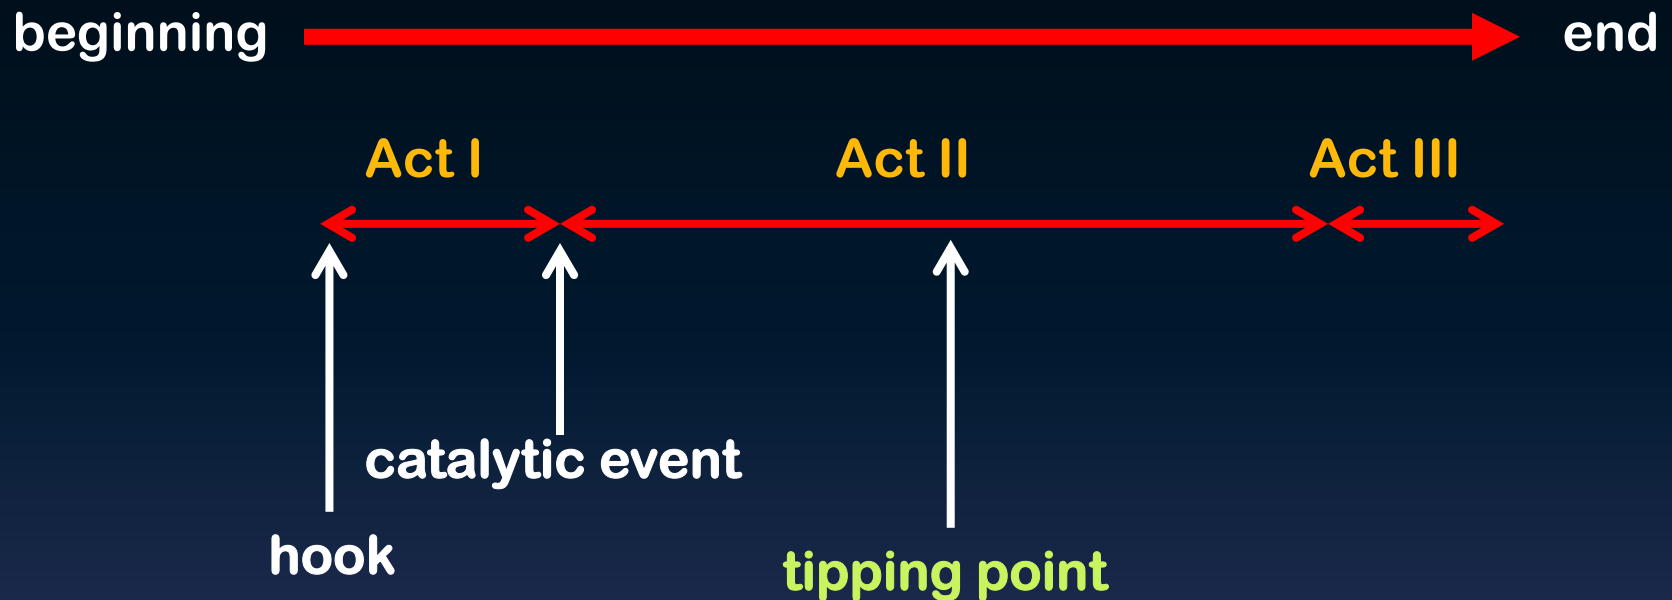 beginning end
Act I Act II Act III
catalytic event
hook
tipping point